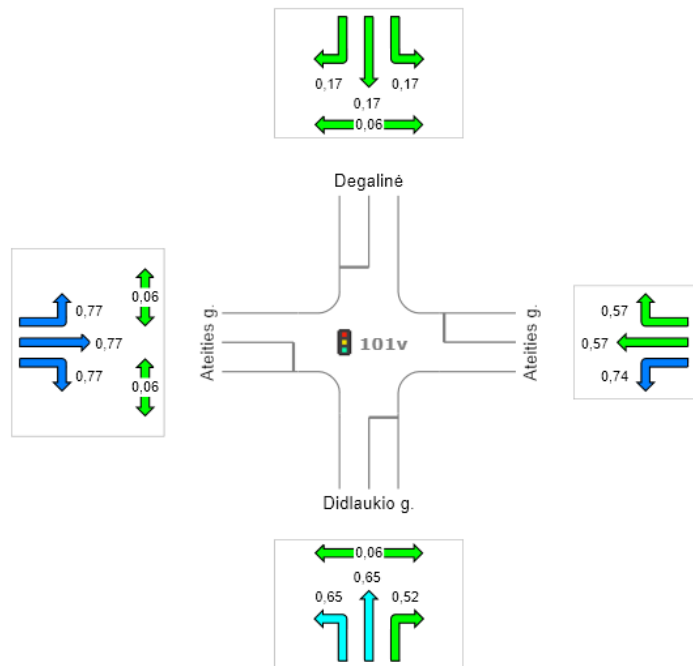 0,17 0,17
0,17
0,06
Degalinė
0,77
0,06
0,77
0,77
0,06
Ateities g.
101v
Ateities g.
0,57
0,57
0,74
Didlaukio g.
0,06
0,65
0,65 0,52